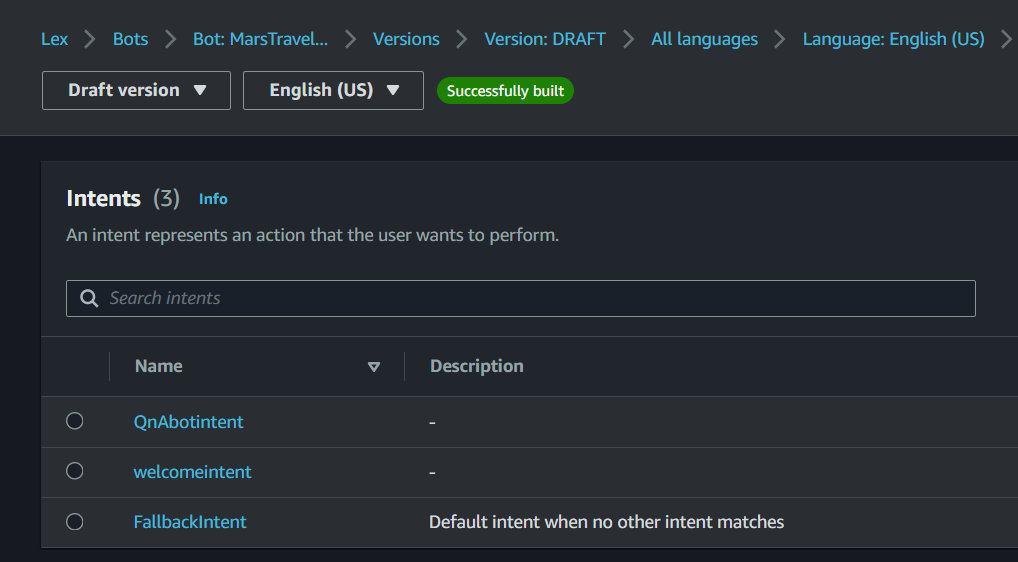 Lex > Bots > Bot: MarsTravel... > Versions > Version: DRAFT > All languages > Language: English (US) >
Draft version ▼ English (US) ▼ Successfully built
Intents (3) Info
An intent represents an action that the user wants to perform.
Search intents
Name Description
QnAbotintent -
welcomeintent -
FallbackIntent Default intent when no other intent matches